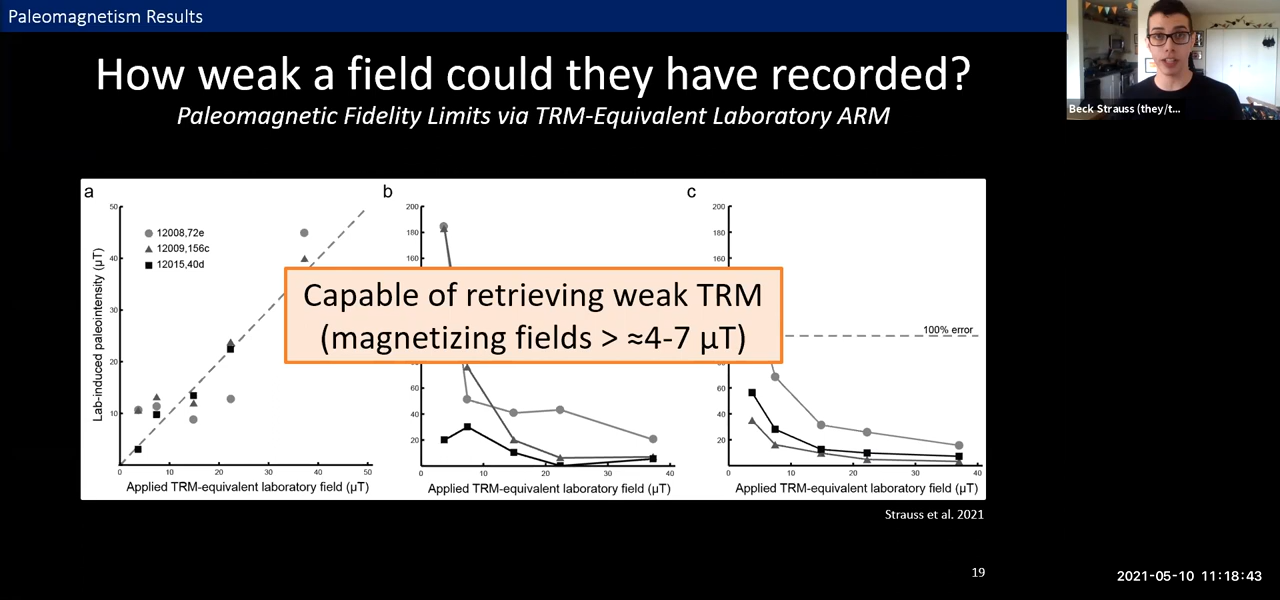 Paleomagnetism Results
How weak a field could they have recorded?
Paleomagnetic Fidelity Limits via TRM-Equivalent Laboratory ARM
Beck Strauss (they/t...
a
50
40
30
20
10
0
10
20
30
40
50
Lab-induced paleointensity (μT)
12008,72e
12009,156c
12015,40d
Applied TRM-equivalent laboratory field (μT)
b
200
180
160
80
60
40
20
0
10
20
30
40
Applied TRM-equivalent laboratory field (μT)
c
200
180
160
100% error
80
60
40
20
0
10
20
30
40
Applied TRM-equivalent laboratory field (μT)
Capable of retrieving weak TRM
(magnetizing fields > ≈4-7 μT)
Strauss et al. 2021
19
2021-05-10 11:18:43